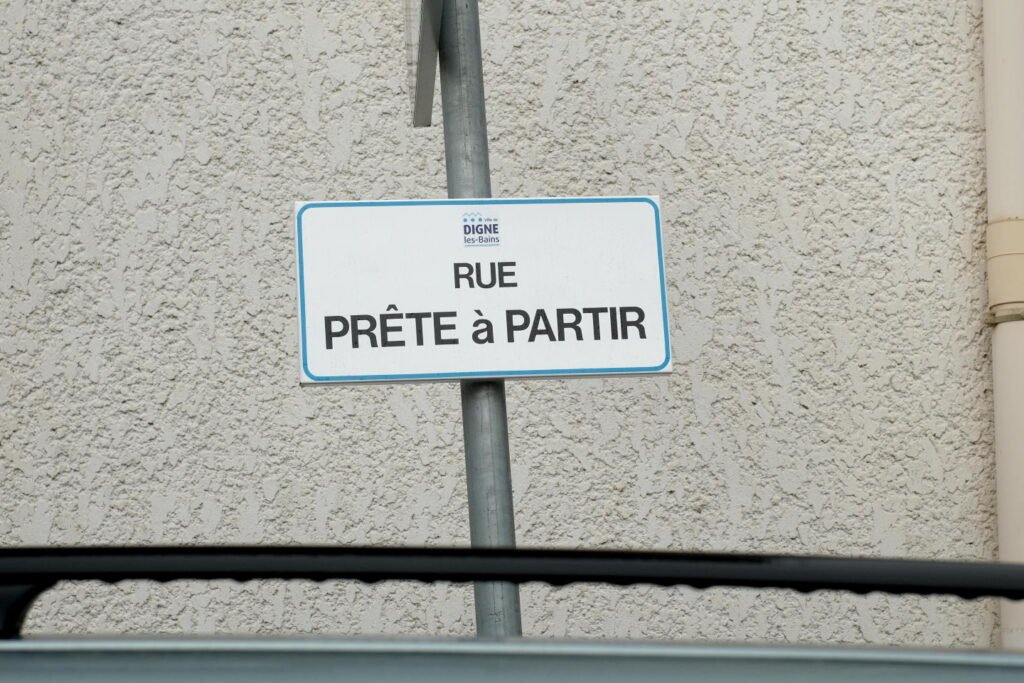 Ville de
DIGNE
les-Bains
RUE
PRÊTE à PARTIR